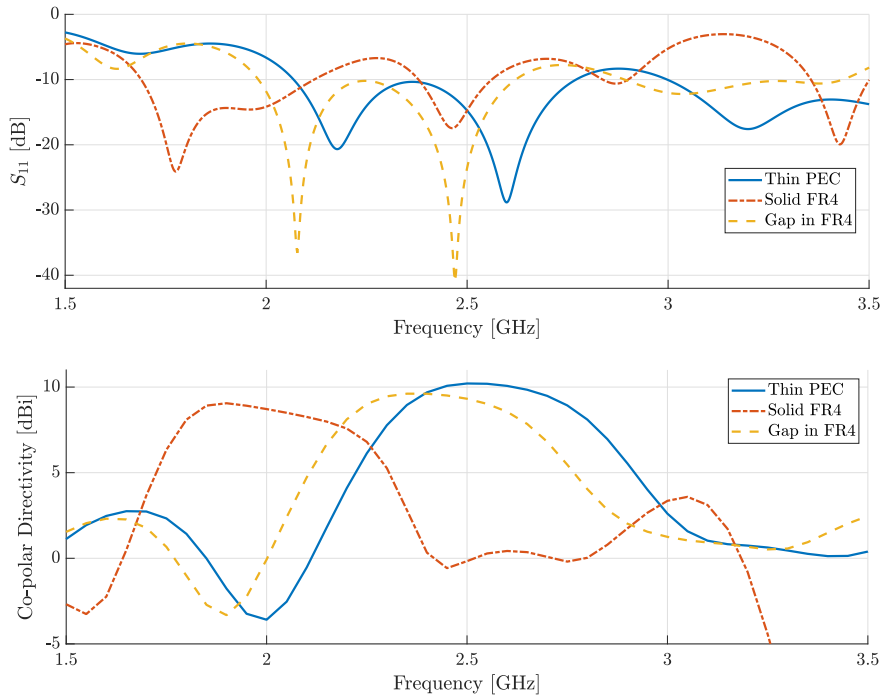 0
-10
-20
-30
-40
S11 [dB]
Thin PEC
Solid FR4
Gap in FR4
1.5 2 2.5 3 3.5
Frequency [GHz]
10
5
0
-5
Co-polar Directivity [dBi]
Thin PEC
Solid FR4
Gap in FR4
1.5 2 2.5 3 3.5
Frequency [GHz]